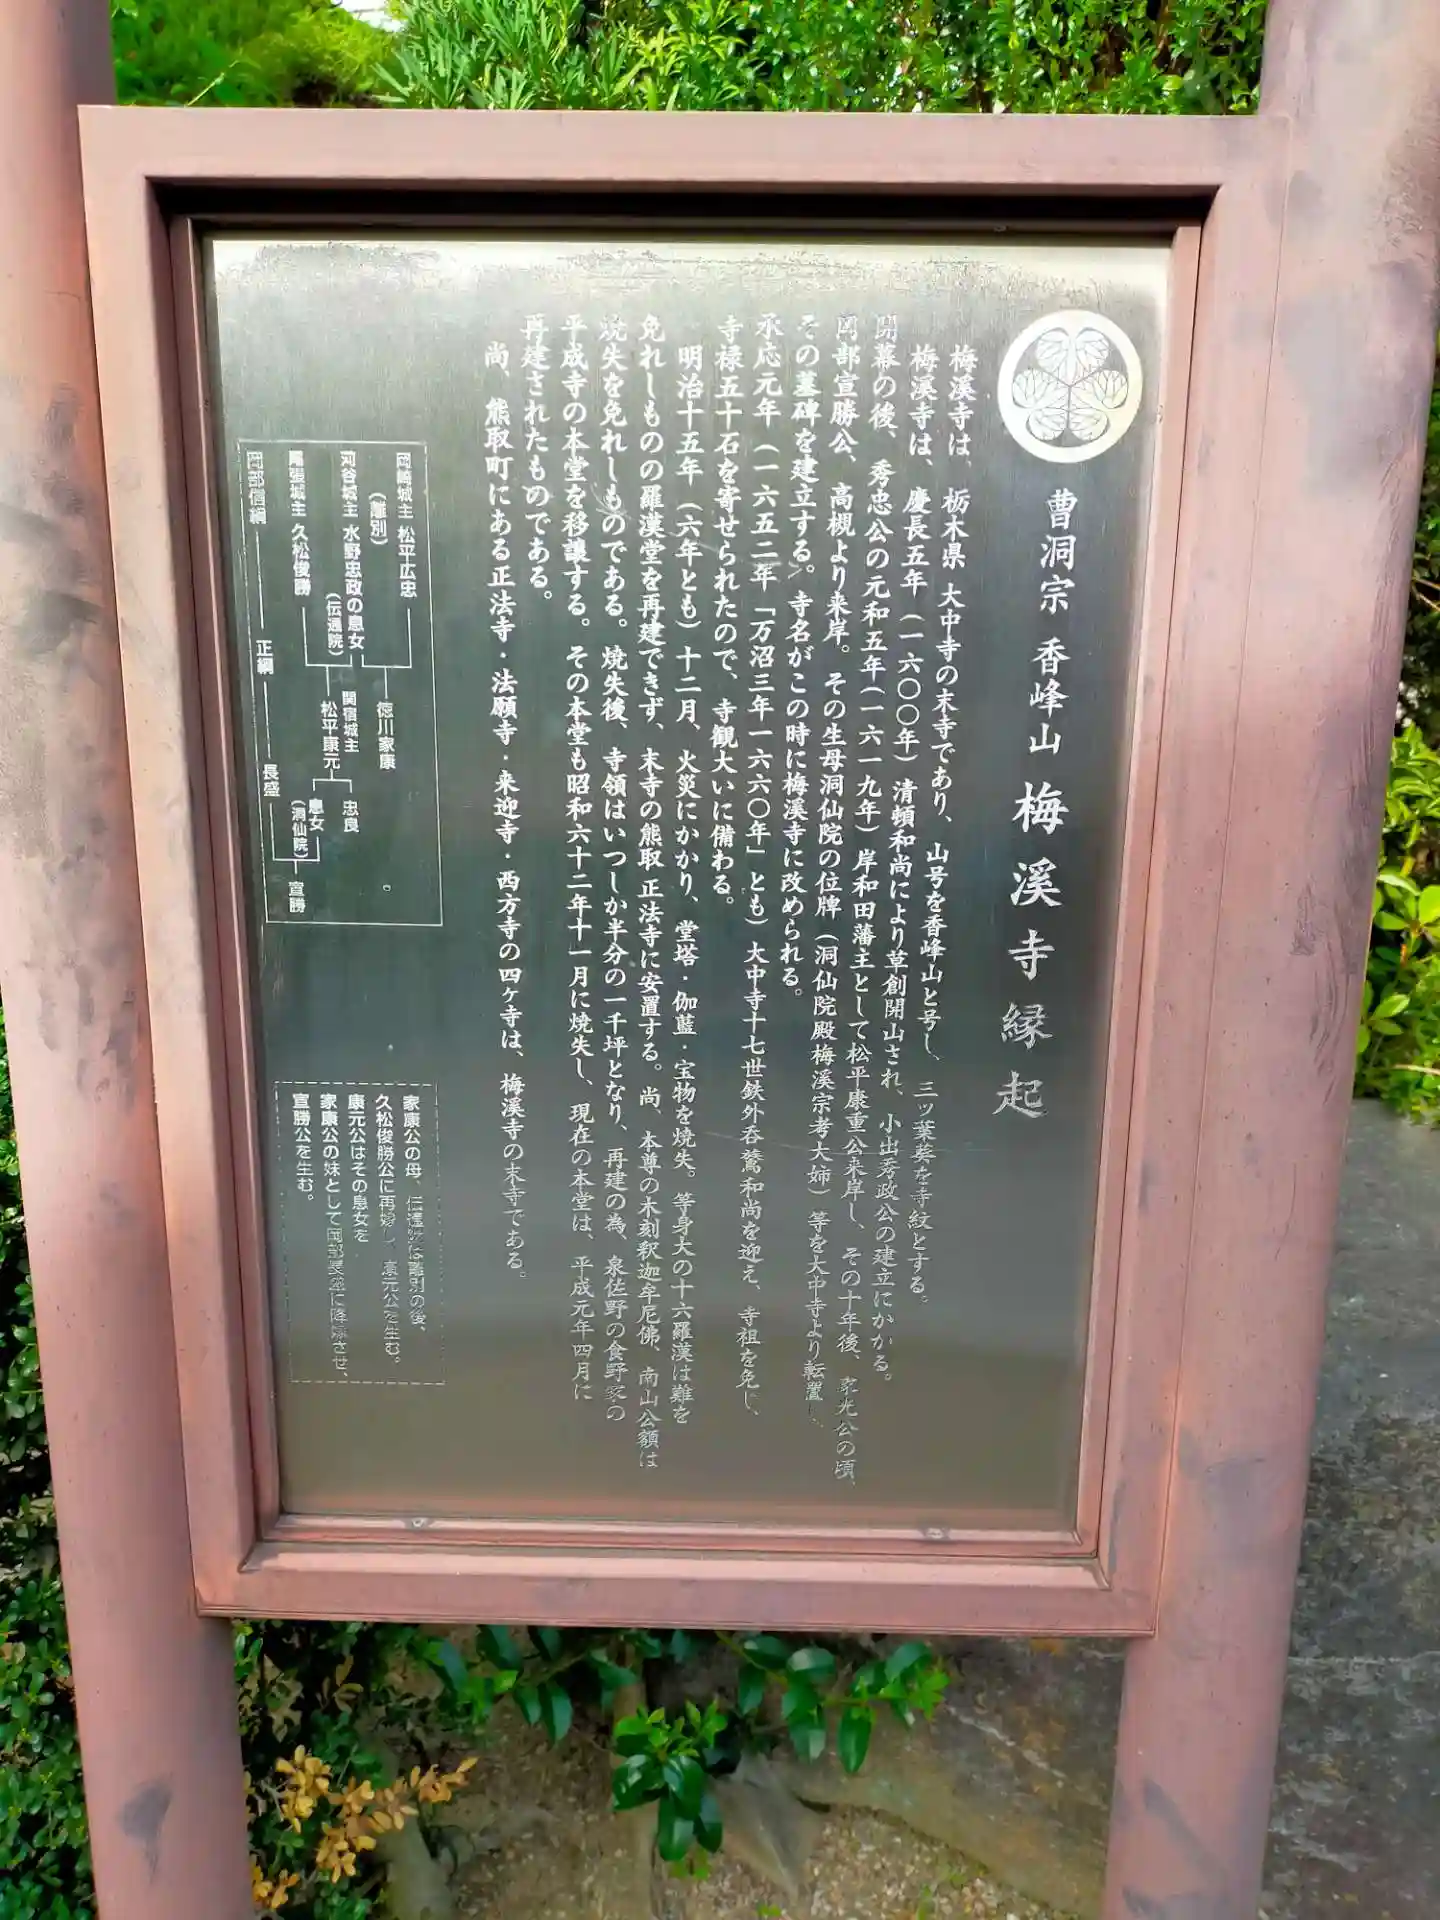 曹洞宗 香峰山 梅溪寺縁起
梅溪寺は、栃木県 大中寺の末寺であり、山号を香峰山と号し、三ッ葉葵を寺紋とする。
梅溪寺は、慶長五年（一六〇〇年）清頼和尚により草創開山され、小出秀政公の建立にかかる。
開幕の後、秀忠公の元和五年（一六一九年）岸和田藩主として松平康重公来岸し、その十年後、家光公の頃、
岡部宣勝公、高槻より来岸。その生母洞仙院の位牌（洞仙院殿梅溪宗考大姉）等を大中寺より転置し、
その墓碑を建立する。寺名がこの時に梅溪寺に改められる。
承応元年（一六五二年「万沼三年一六六〇年」とも）大中寺十七世鉄外呑鷟和尚を迎え、寺祖を免じ、
寺禄五十石を寄せられたので、寺観大いに備わる。
明治十五年（六年とも）十二月、火災にかかり、堂塔・伽藍・宝物を焼失。等身大の十六羅漢は難を
免れしものの羅漢堂を再建できず、末寺の熊取 正法寺に安置する。尚、本尊の木刻釈迦牟尼佛、南山公額は
焼失を免れしものである。焼失後、寺領はいつしか半分の一千坪となり、再建の為、泉佐野の食野家の
平成寺の本堂を移譲する。その本堂も昭和六十二年十一月に焼失し、現在の本堂は、平成元年四月に
再建されたものである。
尚、熊取町にある正法寺・法願寺・来迎寺・西方寺の四ヶ寺は、梅溪寺の末寺である。
岡崎城主 松平広忠
（離別）
徳川家康
刈谷城主 水野忠政の息女
（伝通院）
関宿城主
松平康元
忠良
尾張城主 久松俊勝
息女
（洞仙院）
岡部信綱
正綱
長盛
宣勝
家康公の母、伝通院は離別の後、
久松俊勝公に再嫁し、康元公を生む。
康元公はその息女を
家康公の妹として岡部長盛に降嫁させ、
宣勝公を生む。